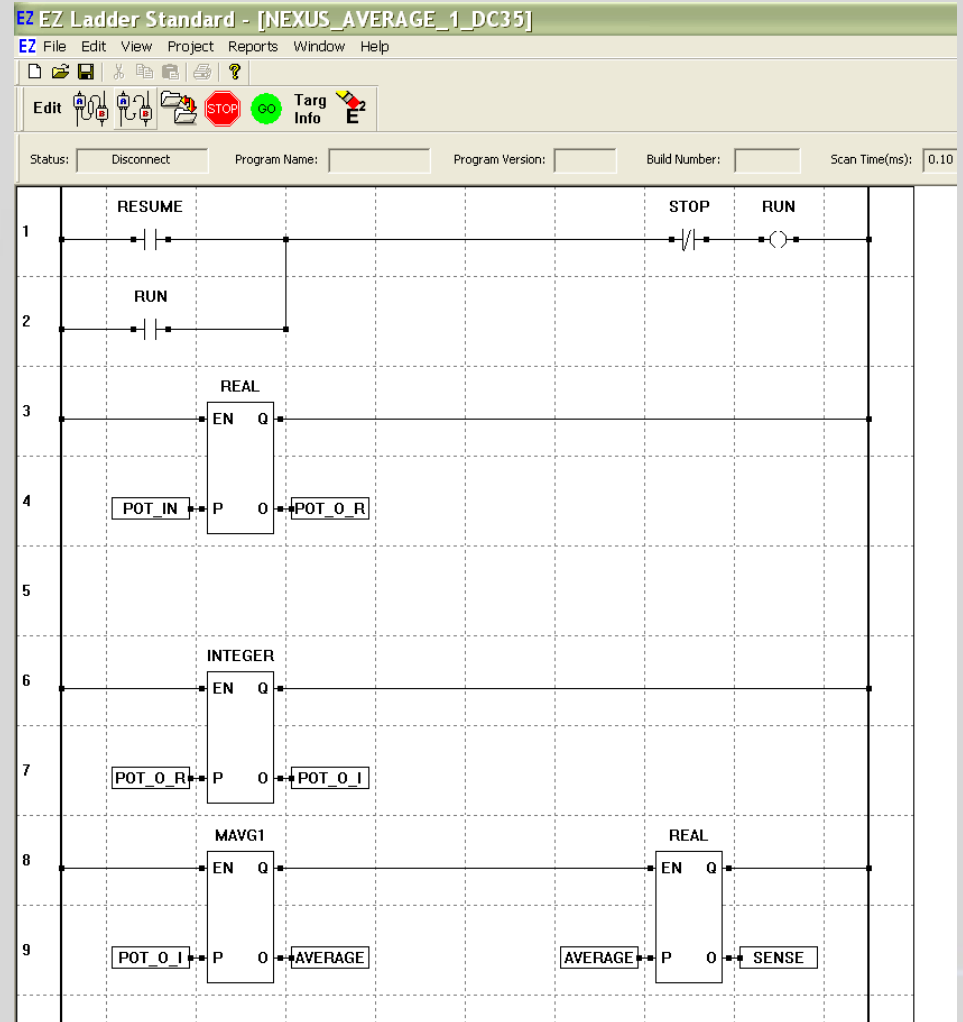 EZ EZ Ladder Standard - [NEXUS_AVERAGE_1_DC35]
EZ File Edit View Project Reports Window Help
Edit A B A B STOP GO Targ Info E2
Status: Disconnect Program Name: Program Version: Build Number: Scan Time(ms): 0.10
RESUME STOP RUN
1
RUN
2
REAL
3 EN Q
4 POT_IN P O POT_O_R
5
INTEGER
6 EN Q
7 POT_O_R P O POT_O_I
MAVG1 REAL
8 EN Q EN Q
9 POT_O_I P O AVERAGE AVERAGE P O SENSE